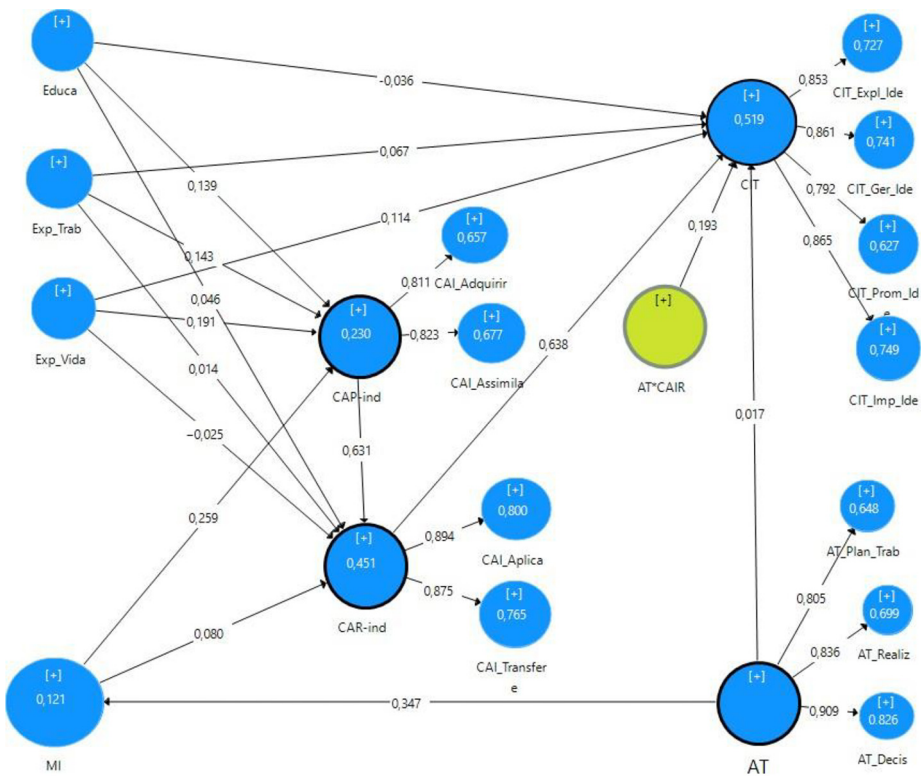 [+]
Educa
[+]
Exp_Trab
[+]
Exp_Vida
[+]
0,121
MI
-0,036
0,067
0,139
0,114
0,143
0,046
0,191
0,014
−0,025
0,259
0,080
0,347
[+]
0,657
CAI_Adquirir
0,811
[+]
0,230
CAP-ind
0,823
[+]
0,677
CAI_Assimila
0,631
0,638
[+]
0,451
CAR-ind
0,894
[+]
0,800
CAI_Aplica
0,875
[+]
0,765
CAI_Transfer
e
[+]
0,519
CIT
0,193
[+]
AT*CAIR
0,017
0,853
[+]
0,727
CIT_Expl_Ide
0,861
[+]
0,741
CIT_Ger_Ide
0,792
[+]
0,627
CIT_Prom_Id
e
0,865
[+]
0,749
CIT_Imp_Ide
[+]
0,648
AT_Plan_Trab
0,805
[+]
0,699
AT_Realiz
0,836
[+]
0.826
AT_Decis
0,909
[+]
AT